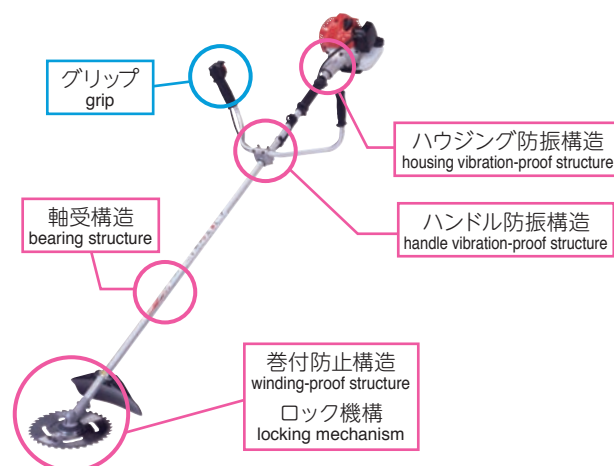 グリップ
grip
ハウジング防振構造
housing vibration-proof structure
軸受構造
bearing structure
ハンドル防振構造
handle vibration-proof structure
巻付防止構造
winding-proof structure
ロック機構
locking mechanism